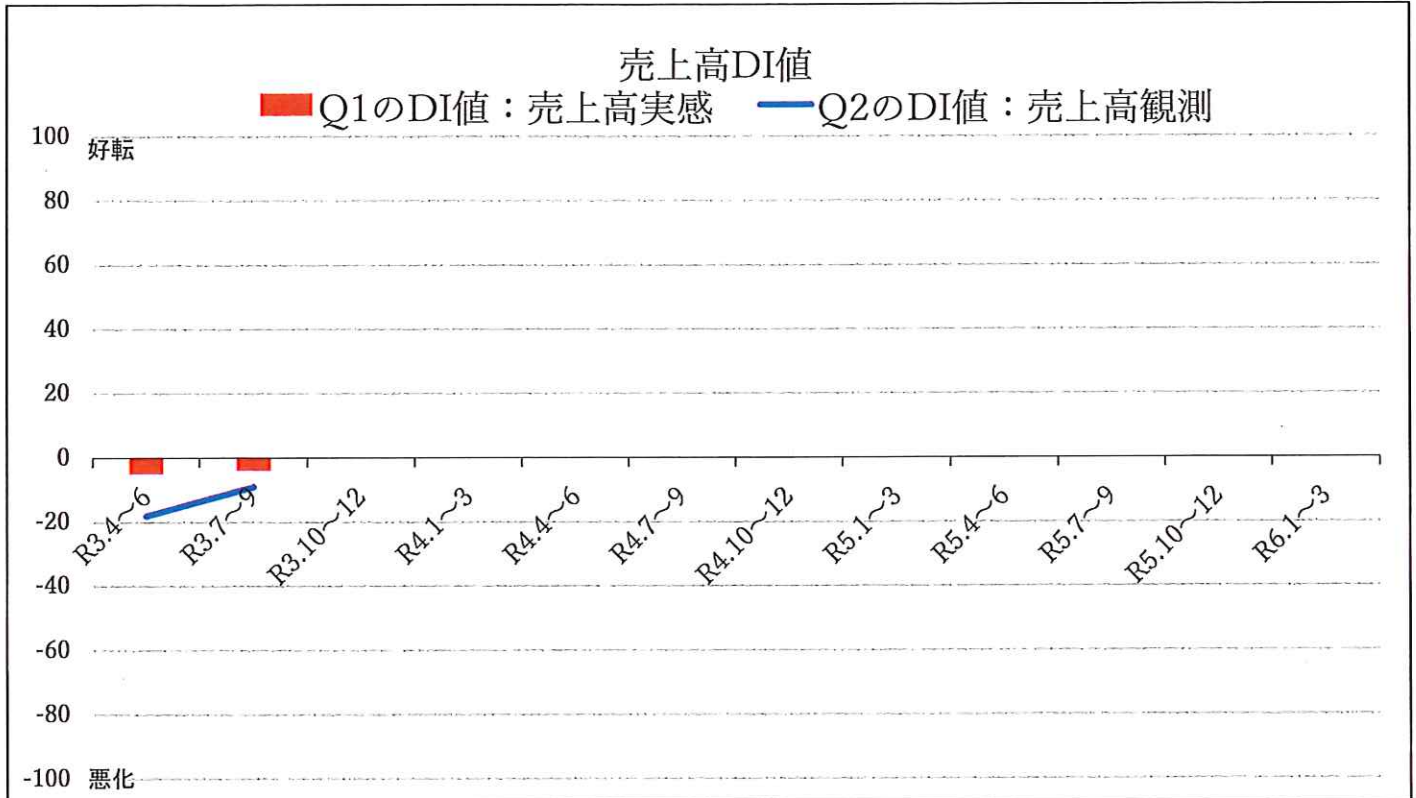 売上高DI値
Q1のDI値：売上高実感 Q2のDI値：売上高観測
100 好転
80
60
40
20
0
-20
-40
-60
-80
-100 悪化
R3.4～6
R3.7～9
R3.10～12
R4.1～3
R4.4～6
R4.7～9
R4.10～12
R5.1～3
R5.4～6
R5.7～9
R5.10～12
R6.1～3